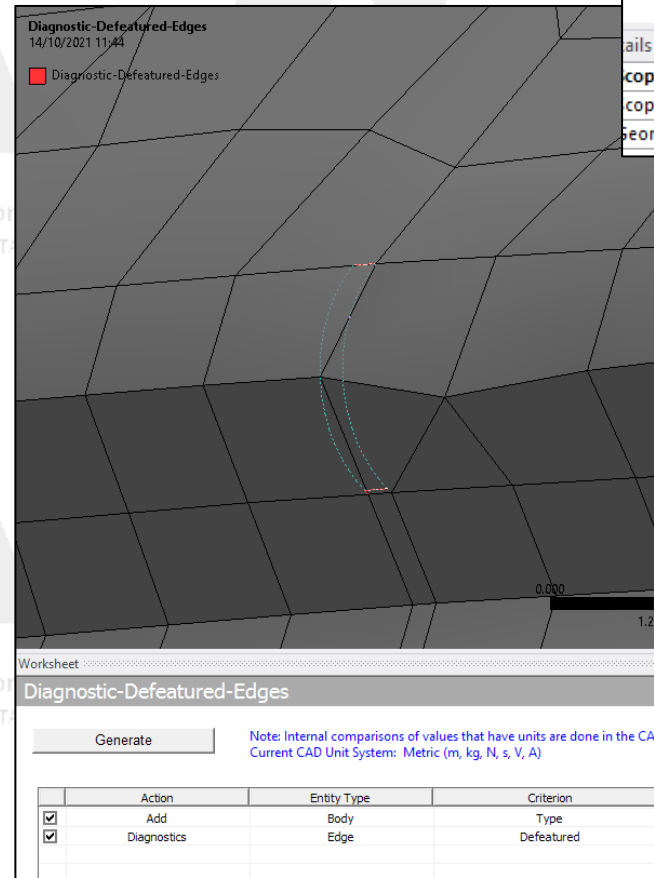 Diagnostic-Defeatured-Edges
14/10/2021 11:44
Diagnostic-Defeatured-Edges
0.000
1.2
Worksheet
Diagnostic-Defeatured-Edges
Generate
Note: Internal comparisons of values that have units are done in the CA
Current CAD Unit System: Metric (m, kg, N, s, V, A)
Action Entity Type Criterion
Add Body Type
Diagnostics Edge Defeatured